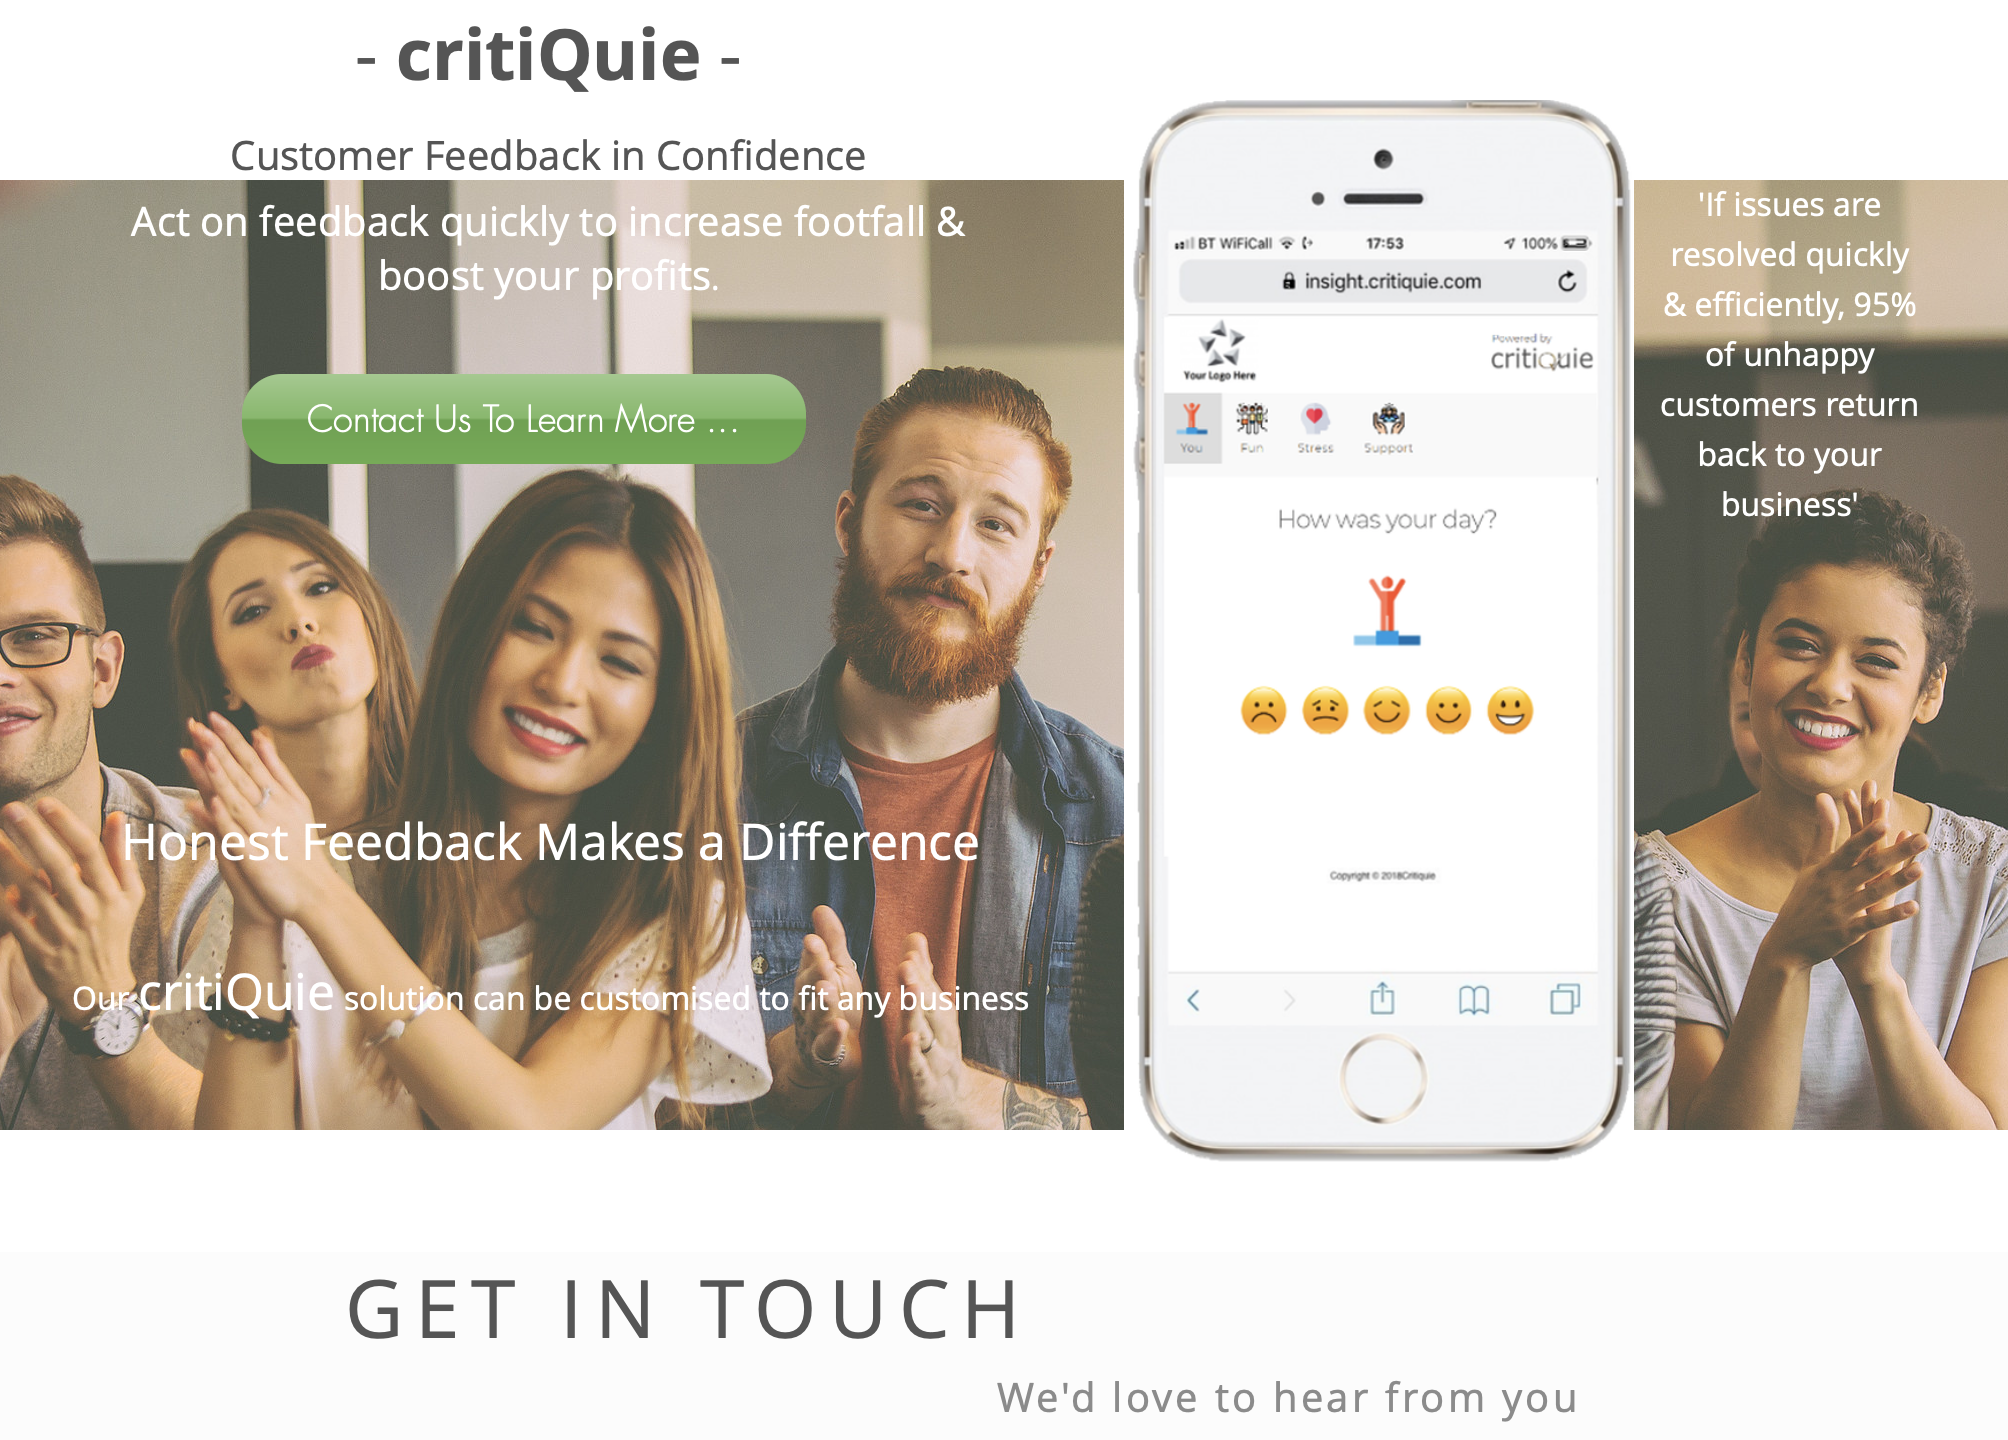 - critiQuie -
Customer Feedback in Confidence
Act on feedback quickly to increase footfall &
boost your profits.
Contact Us To Learn More ...
Honest Feedback Makes a Difference
Our critiQuie solution can be customised to fit any business
BT WiFiCall 17:53 100%
insight.critiquie.com
Your Logo Here
Powered by
critiquie
You Fun Stress Support
How was your day?
Copyright © 2018Critiquie
'If issues are
resolved quickly
& efficiently, 95%
of unhappy
customers return
back to your
business'
GET IN TOUCH
We'd love to hear from you